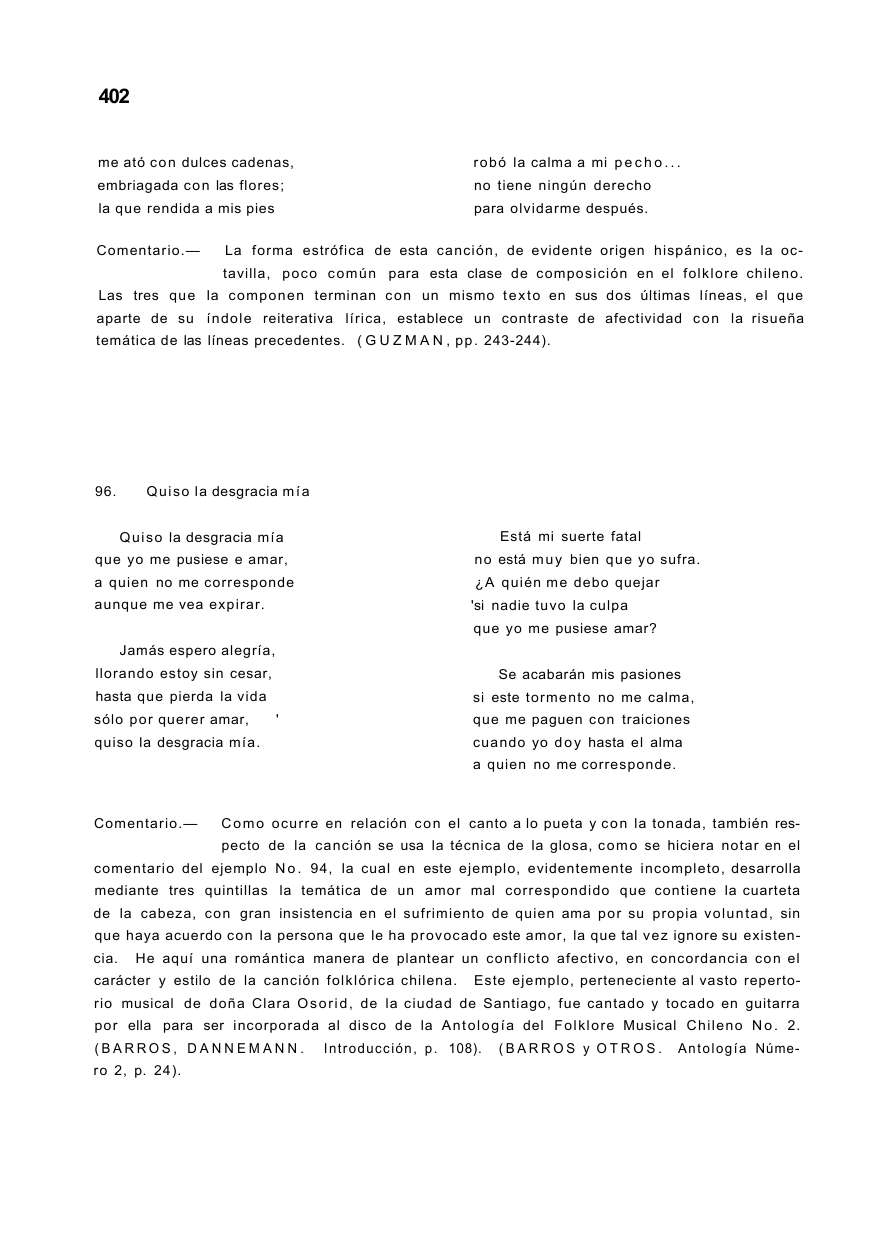 402
me ató con dulces cadenas,
embriagada con las flores;
la que rendida a mis pies
robó la calma a mi pecho...
no tiene ningún derecho
para olvidarme después.
Comentario.— La forma estrófica de esta canción, de evidente origen hispánico, es la oc-
tavilla, poco común para esta clase de composición en el folklore chileno.
Las tres que la componen terminan con un mismo texto en sus dos últimas líneas, el que
aparte de su índole reiterativa lírica, establece un contraste de afectividad con la risueña
temática de las líneas precedentes. (GUZMAN, pp. 243-244).
96. Quiso la desgracia mía
Quiso la desgracia mía
que yo me pusiese e amar,
a quien no me corresponde
aunque me vea expirar.
Jamás espero alegría,
llorando estoy sin cesar,
hasta que pierda la vida
sólo por querer amar, '
quiso la desgracia mía.
Está mi suerte fatal
no está muy bien que yo sufra.
¿A quién me debo quejar
'si nadie tuvo la culpa
que yo me pusiese amar?
Se acabarán mis pasiones
si este tormento no me calma,
que me paguen con traiciones
cuando yo doy hasta el alma
a quien no me corresponde.
Comentario.— Como ocurre en relación con el canto a lo pueta y con la tonada, también res-
pecto de la canción se usa la técnica de la glosa, como se hiciera notar en el
comentario del ejemplo No. 94, la cual en este ejemplo, evidentemente incompleto, desarrolla
mediante tres quintillas la temática de un amor mal correspondido que contiene la cuarteta
de la cabeza, con gran insistencia en el sufrimiento de quien ama por su propia voluntad, sin
que haya acuerdo con la persona que le ha provocado este amor, la que tal vez ignore su existen-
cia. He aquí una romántica manera de plantear un conflicto afectivo, en concordancia con el
carácter y estilo de la canción folklórica chilena. Este ejemplo, perteneciente al vasto reperto-
rio musical de doña Clara Osorid, de la ciudad de Santiago, fue cantado y tocado en guitarra
por ella para ser incorporada al disco de la Antología del Folklore Musical Chileno No. 2.
(BARROS, DANNEMANN. Introducción, p. 108). (BARROS y OTROS. Antología Núme-
ro 2, p. 24).